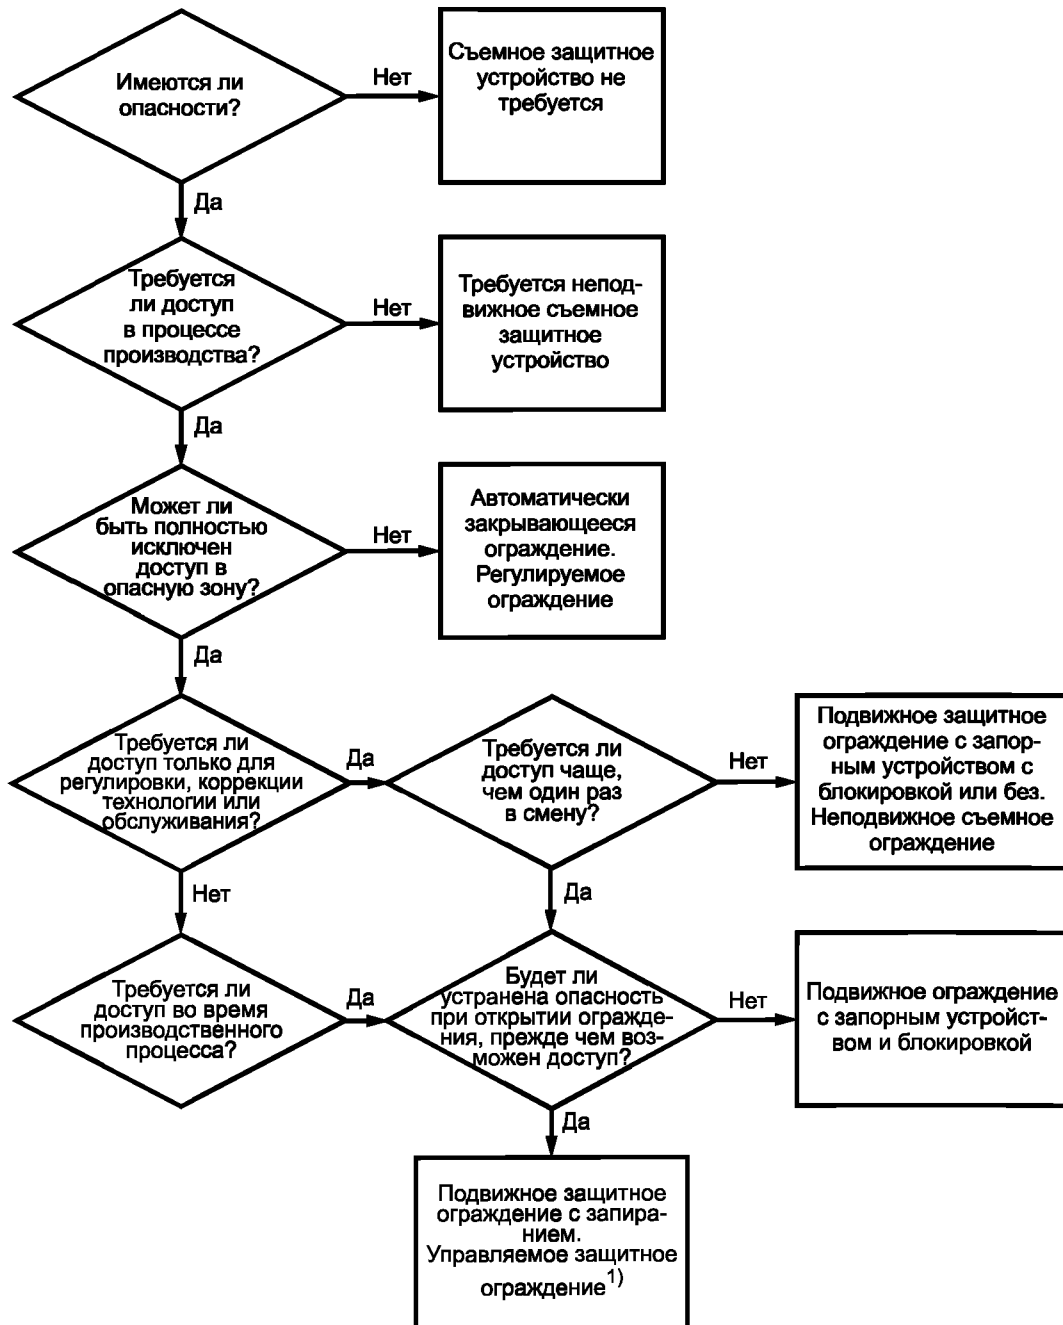 Имеются ли
опасности?
Нет
Съемное защитное
устройство не
требуется
Да
Требуется
ли доступ
в процессе
производства?
Нет
Требуется непод-
вижное съемное
защитное
устройство
Да
Может ли
быть полностью
исключен
доступ в
опасную зону?
Нет
Автоматически
закрывающееся
ограждение.
Регулируемое
ограждение
Да
Требуется ли
доступ только для
регулировки, коррекции
технологии или
обслуживания?
Да
Требуется ли
доступ чаще,
чем один раз
в смену?
Нет
Подвижное защитное
ограждение с запор-
ным устройством с
блокировкой или без.
Неподвижное съемное
ограждение
Нет
Да
Требуется ли
доступ во время
производственного
процесса?
Да
Будет ли
устранена опасность
при открытии огражде-
ния, прежде чем воз-
можен доступ?
Нет
Подвижное ограждение
с запорным устройст-
вом и блокировкой
Да
Подвижное защитное
ограждение с запира-
нием.
Управляемое защитное
ограждение1)